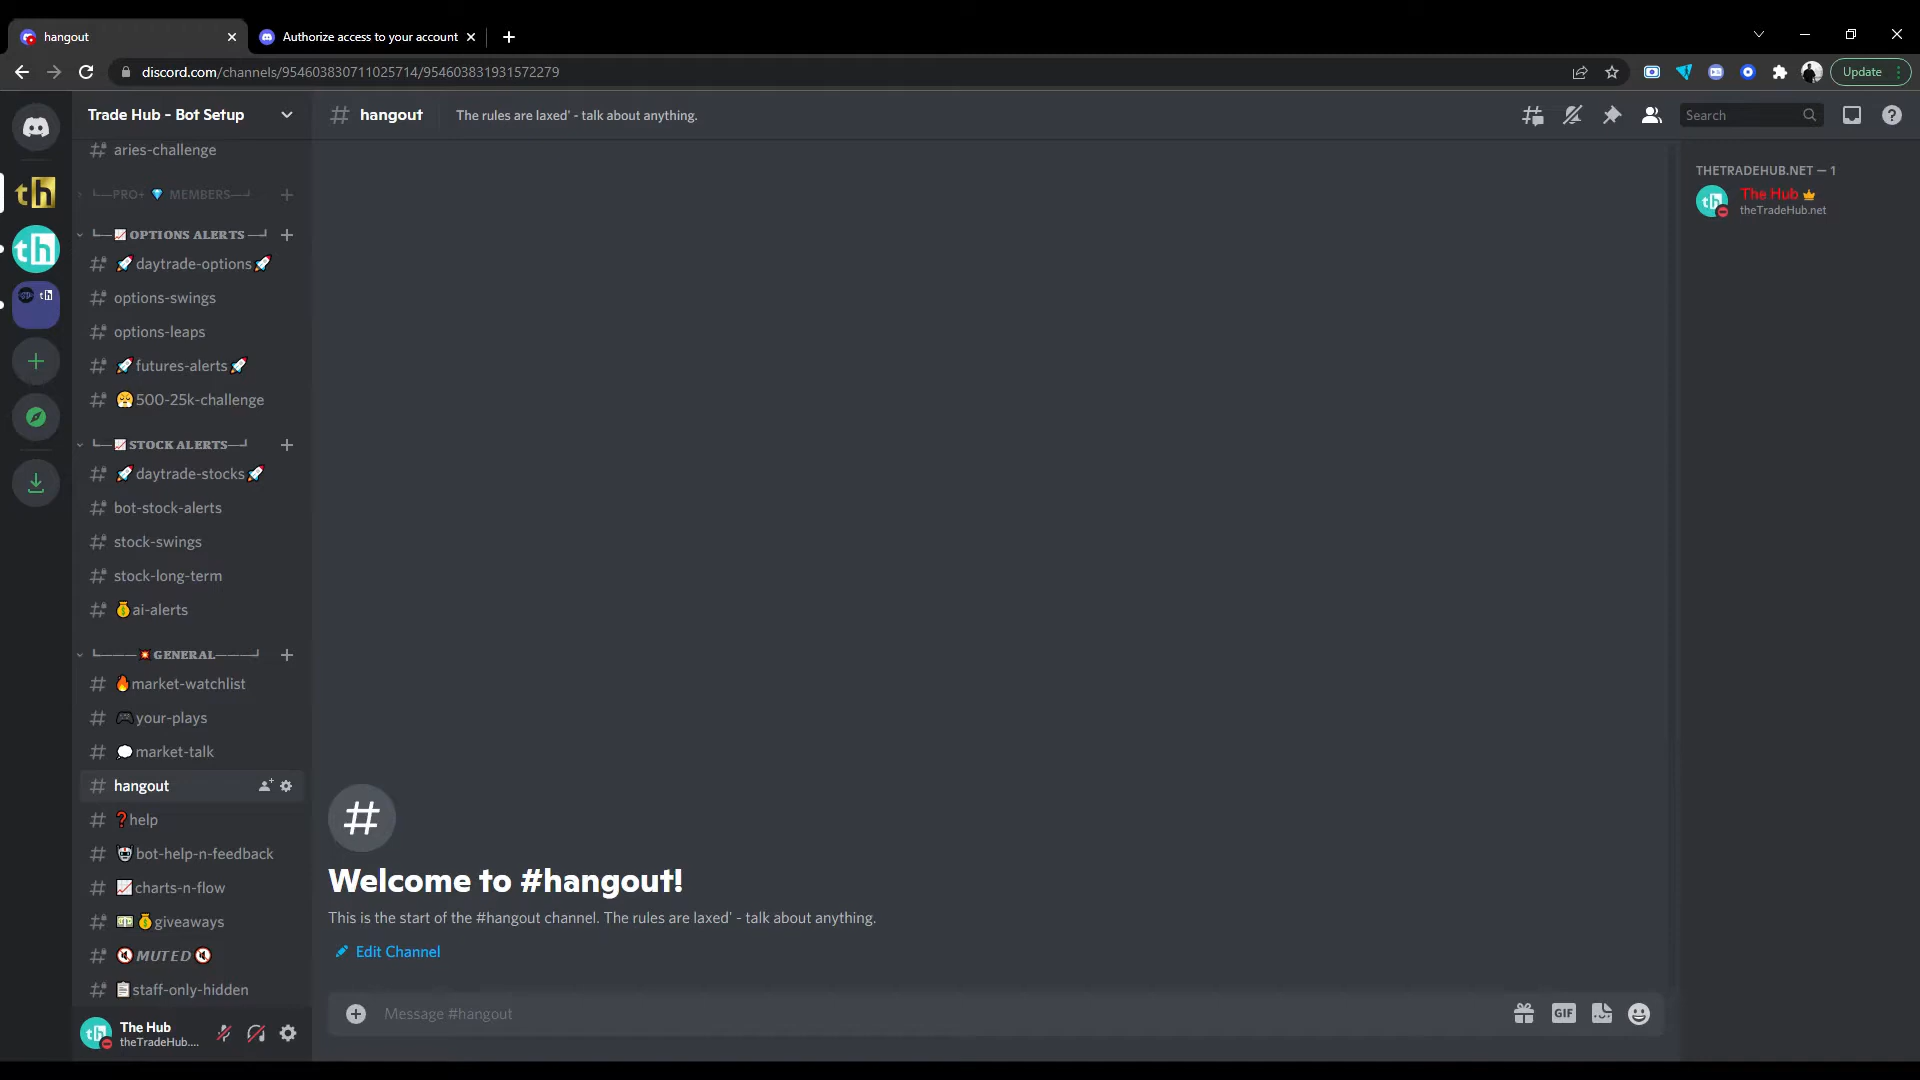 hangout
Authorize access to your account
discord.com/channels/954603830711025714/954603831931572279
Update
Trade Hub - Bot Setup
hangout
The rules are laxed' - talk about anything.
Search
aries-challenge
PRO+ 💎 MEMBERS
📈 OPTIONS ALERTS
🚀daytrade-options🚀
options-swings
options-leaps
🚀futures-alerts🚀
😤500-25k-challenge
📈 STOCK ALERTS
🚀daytrade-stocks🚀
bot-stock-alerts
stock-swings
stock-long-term
💰ai-alerts
💥GENERAL
🔥market-watchlist
🎮your-plays
💭market-talk
hangout
❓help
🤖bot-help-n-feedback
📈charts-n-flow
💵💰giveaways
🔇MUTED🔇
📋staff-only-hidden
The Hub
theTradeHub....
th
th
th
Welcome to #hangout!
This is the start of the #hangout channel. The rules are laxed' - talk about anything.
Edit Channel
Message #hangout
GIF
THETRADEHUB.NET — 1
th
The Hub
theTradeHub.net